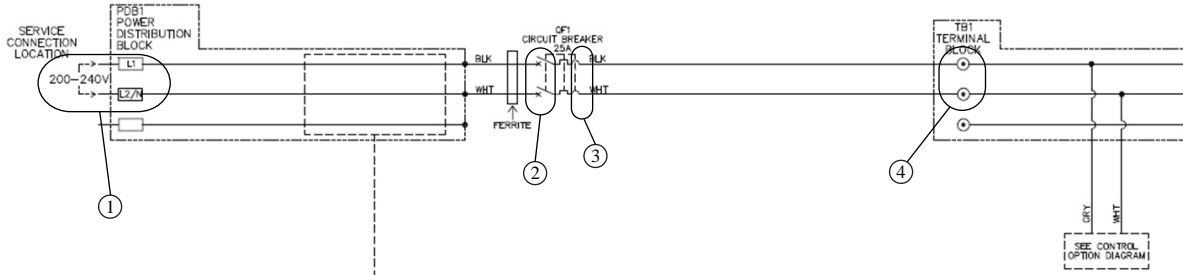 SERVICE
CONNECTION
LOCATION
200-240V
PDB1
POWER
DISTRIBUTION
BLOCK
L1
L2/N
BLK
WHT
FERRITE
QF1
CIRCUIT BREAKER
25A
BLK
WHT
TB1
TERMINAL
BLOCK
GRY
WHT
SEE CONTROL
OPTION DIAGRAM
1
2
3
4